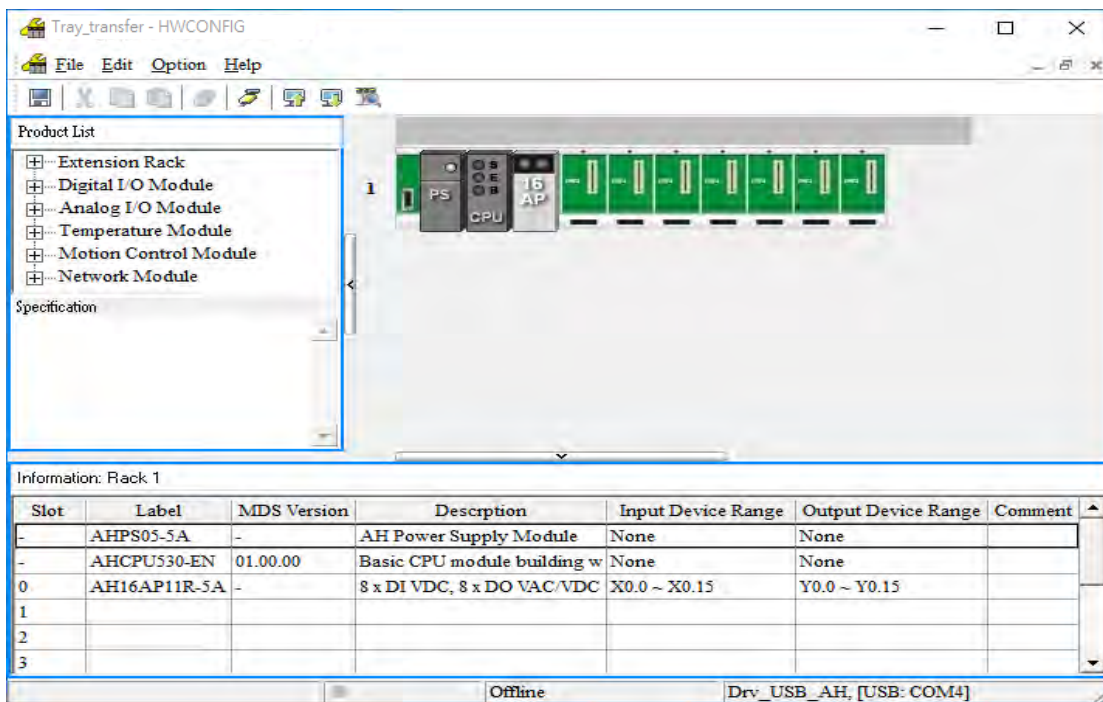 Tray_transfer - HWCONFIG
File Edit Option Help
Product List
Extension Rack
Digital I/O Module
Analog I/O Module
Temperature Module
Motion Control Module
Network Module
Specification
1
PS
CPU
S
E
B
16
AP
Information: Rack 1
Slot Label MDS Version Descrption Input Device Range Output Device Range Comment
- AHPS05-5A - AH Power Supply Module None None
- AHCPU530-EN 01.00.00 Basic CPU module building w None None
0 AH16AP11R-5A - 8 x DI VDC, 8 x DO VAC/VDC X0.0 ~ X0.15 Y0.0 ~ Y0.15
1
2
3
Offline Drv_USB_AH, [USB: COM4]